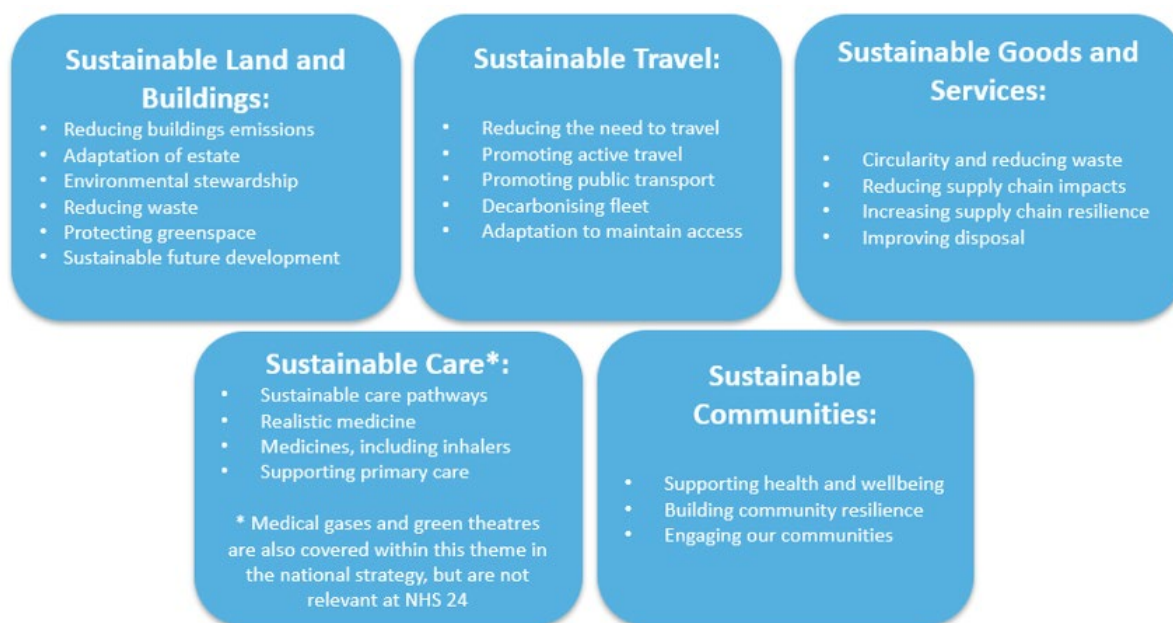 Sustainable Land and
Buildings:
• Reducing buildings emissions
• Adaptation of estate
• Environmental stewardship
• Reducing waste
• Protecting greenspace
• Sustainable future development
Sustainable Travel:
• Reducing the need to travel
• Promoting active travel
• Promoting public transport
• Decarbonising fleet
• Adaptation to maintain access
Sustainable Goods and
Services:
• Circularity and reducing waste
• Reducing supply chain impacts
• Increasing supply chain resilience
• Improving disposal
Sustainable Care*:
• Sustainable care pathways
• Realistic medicine
• Medicines, including inhalers
• Supporting primary care
* Medical gases and green theatres
are also covered within this theme in
the national strategy, but are not
relevant at NHS 24
Sustainable
Communities:
• Supporting health and wellbeing
• Building community resilience
• Engaging our communities